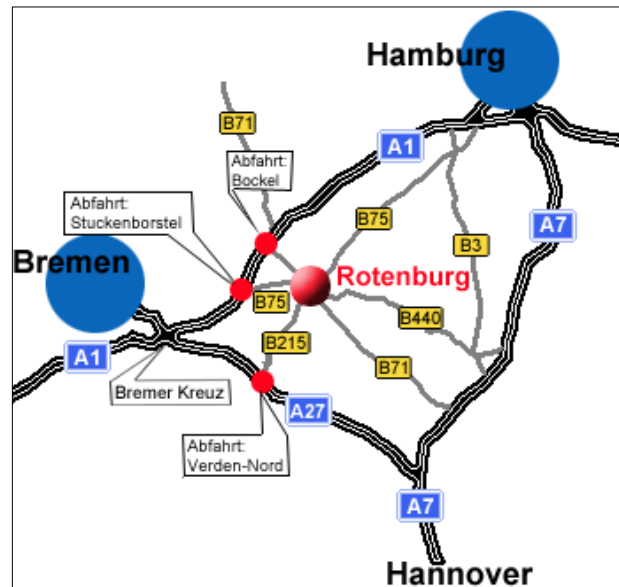 Hamburg
B71
A1
Abfahrt:
Bockel
Abfahrt:
Stuckenborstel
B75
A7
B3
Bremen
Rotenburg
B75
B440
B215
A1
B71
Bremer Kreuz
A27
Abfahrt:
Verden-Nord
A7
Hannover